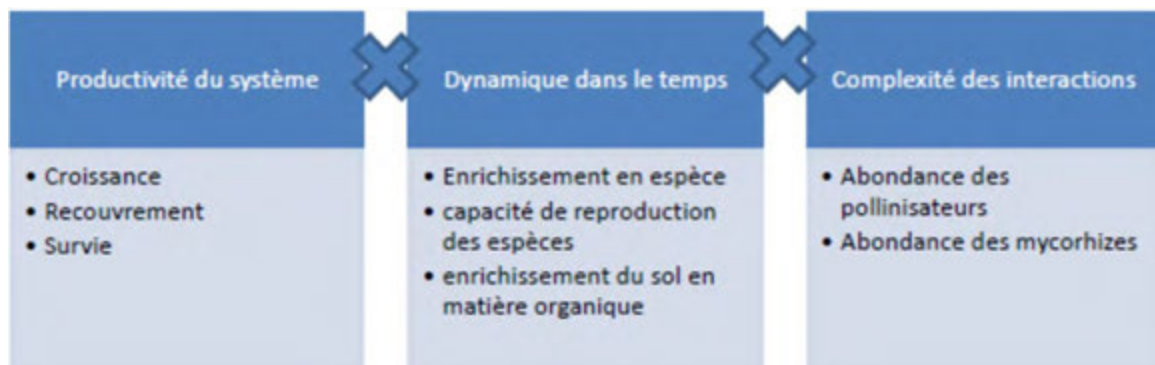 Productivité du système
• Croissance
• Recouvrement
• Survie
Dynamique dans le temps
• Enrichissement en espèce
• capacité de reproduction
des espèces
• enrichissement du sol en
matière organique
Complexité des interactions
• Abondance des
pollinisateurs
• Abondance des mycorhizes